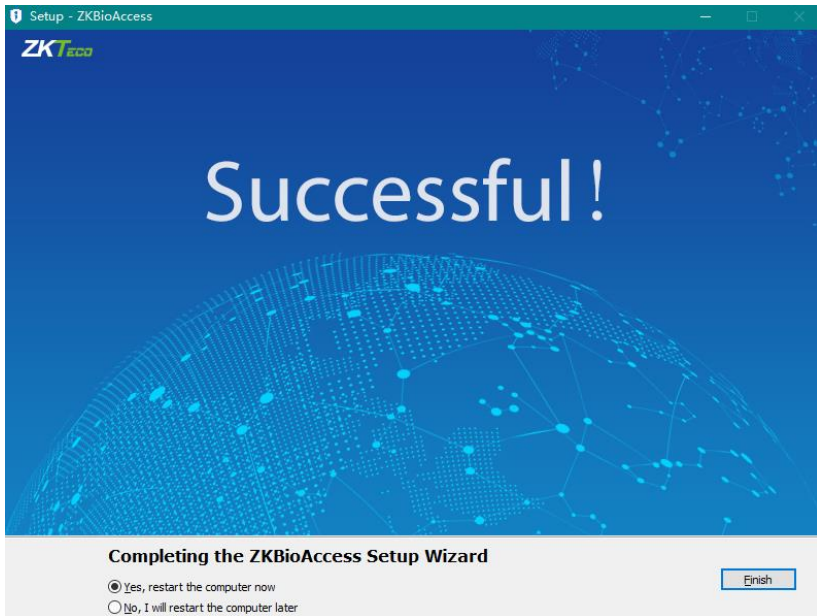 Setup - ZKBioAccess
ZKTECO
Successful!
Completing the ZKBioAccess Setup Wizard
Yes, restart the computer now
Finish
No, I will restart the computer later